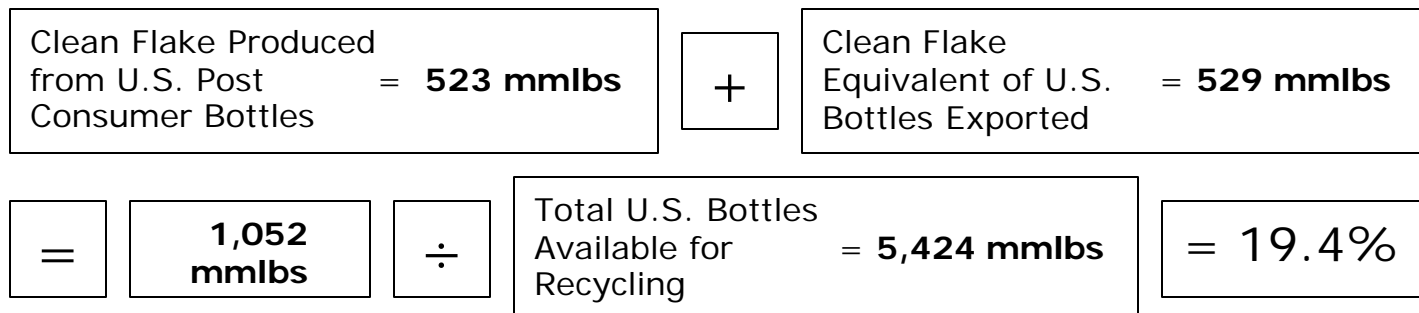 Clean Flake Produced
from U.S. Post = 523 mmlbs
Consumer Bottles
+
Clean Flake
Equivalent of U.S. = 529 mmlbs
Bottles Exported
=
1,052
mmlbs
÷
Total U.S. Bottles
Available for = 5,424 mmlbs
Recycling
= 19.4%